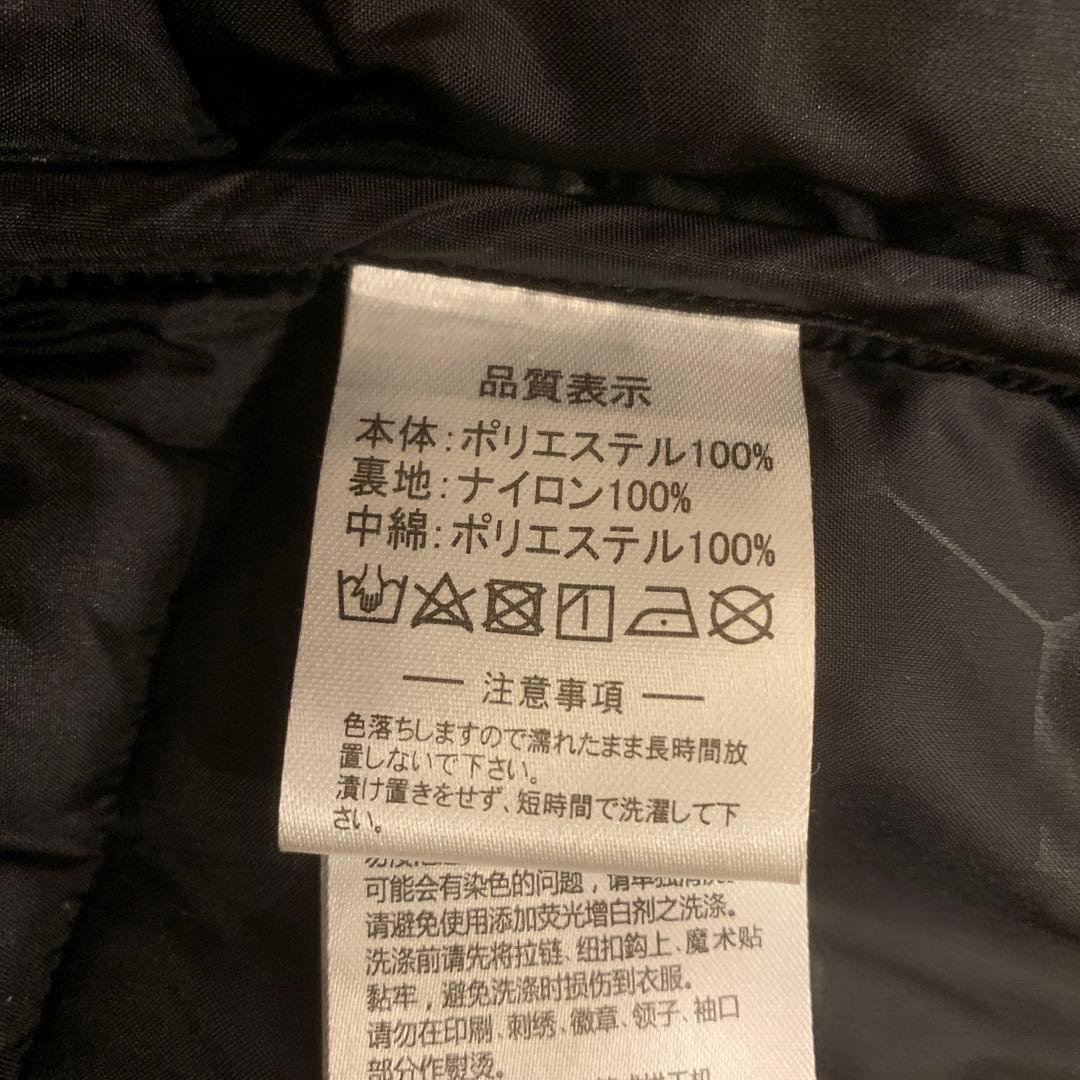 品質表示
本体:ポリエステル100%
裏地:ナイロン100%
中綿:ポリエステル100%
注意事項
色落ちしますので濡れたまま長時間放
置しないで下さい。
漬け置きをせず、短時間で洗濯して下
さい。
可能会有染色的问题，请单独清洗。
请避免使用添加荧光增白剂之洗涤。
洗涤前请先将拉链、纽扣鈎上、魔术贴
黏牢，避免洗涤时损伤到衣服。
请勿在印刷、刺绣、徽章、领子、袖口
部分作熨烫。